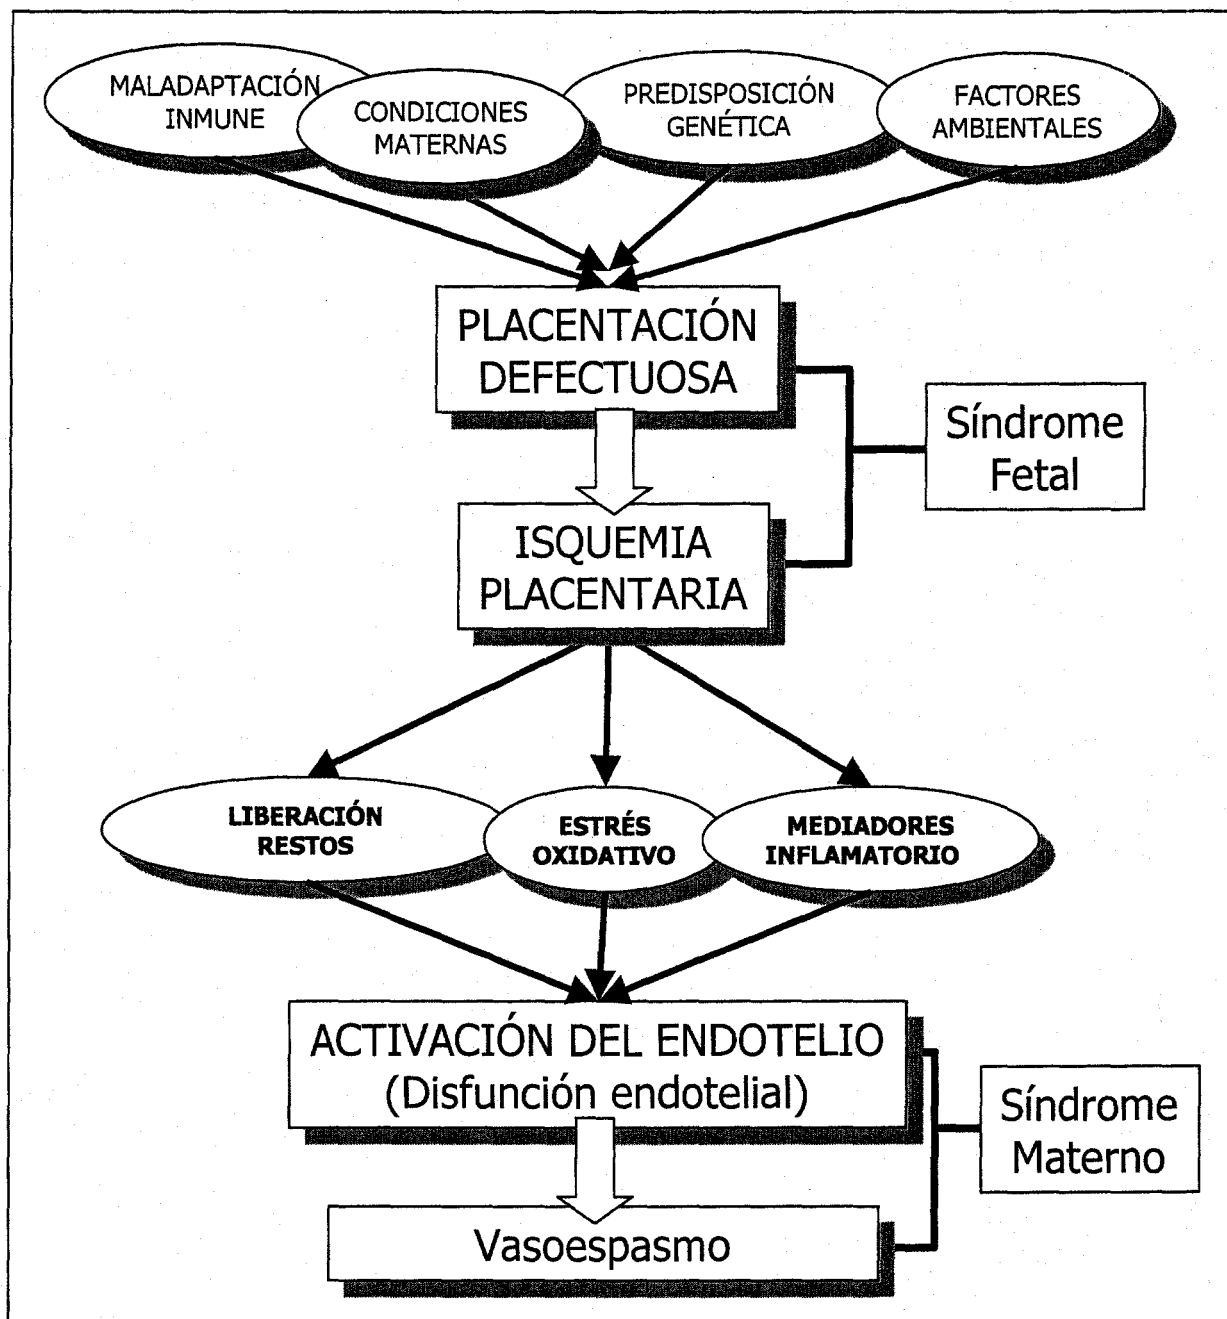 MALADAPTACIÓN
INMUNE
CONDICIONES
MATERNAS
PREDISPOSICIÓN
GENÉTICA
FACTORES
AMBIENTALES
PLACENTACIÓN
DEFECTUOSA
Síndrome
Fetal
ISQUEMIA
PLACENTARIA
LIBERACIÓN
RESTOS
ESTRÉS
OXIDATIVO
MEDIADORES
INFLAMATORIO
ACTIVACIÓN DEL ENDOTELIO
(Disfunción endotelial)
Síndrome
Materno
Vasoespasmo